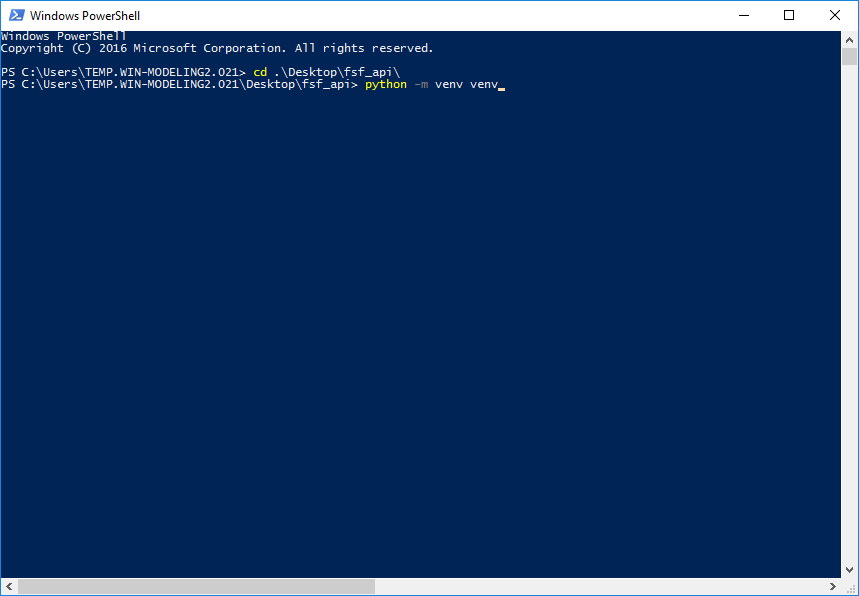 Windows PowerShell
Windows PowerShell
Copyright (C) 2016 Microsoft Corporation. All rights reserved.
PS C:\Users\TEMP.WIN-MODELING2.021> cd .\Desktop\fsf_api\
PS C:\Users\TEMP.WIN-MODELING2.021\Desktop\fsf_api> python -m venv venv